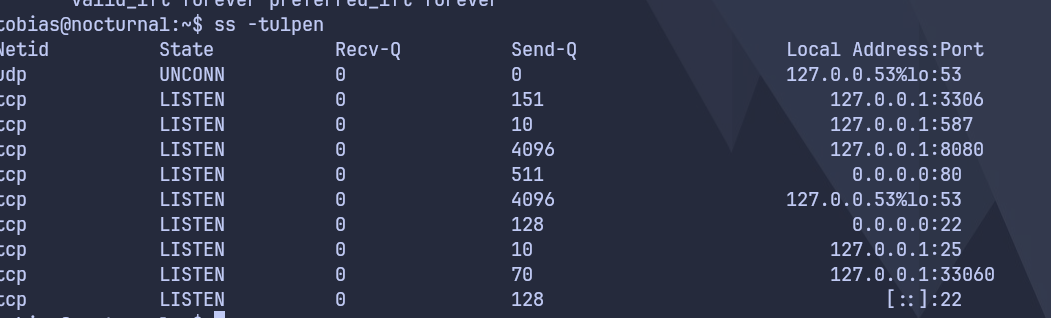 valid_lft forever preferred_lft forever
tobias@nocturnal:~$ ss -tulpen
Netid State Recv-Q Send-Q Local Address:Port
udp UNCONN 0 0 127.0.0.53%lo:53
tcp LISTEN 0 151 127.0.0.1:3306
tcp LISTEN 0 10 127.0.0.1:587
tcp LISTEN 0 4096 127.0.0.1:8080
tcp LISTEN 0 511 0.0.0.0:80
tcp LISTEN 0 4096 127.0.0.53%lo:53
tcp LISTEN 0 128 0.0.0.0:22
tcp LISTEN 0 10 127.0.0.1:25
tcp LISTEN 0 70 127.0.0.1:33060
tcp LISTEN 0 128 [::]:22